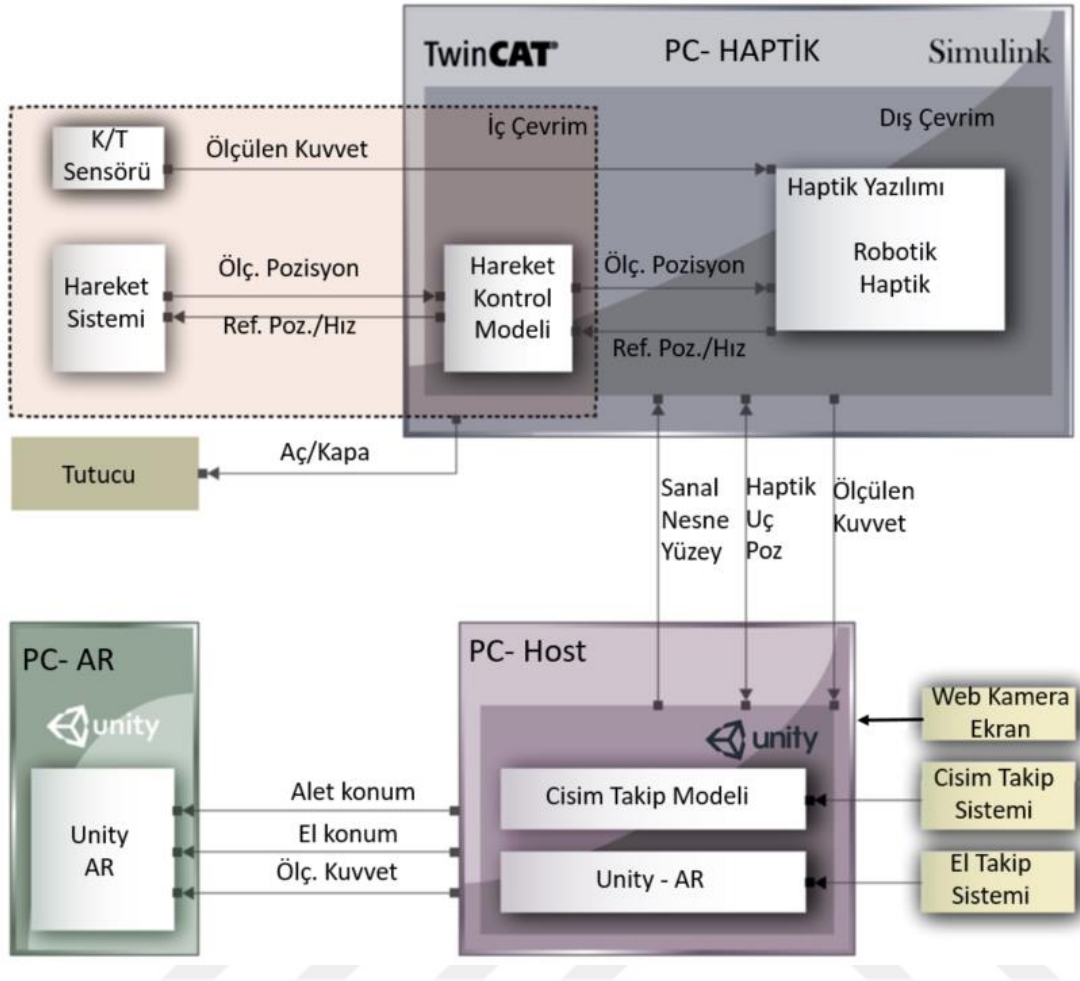 TwinCAT®
PC- HAPTİK
Simulink
İç Çevrim
Dış Çevrim
K/T
Sensörü
Ölçülen Kuvvet
Haptik Yazılımı
Robotik
Haptik
Hareket
Sistemi
Ölç. Pozisyon
Ref. Poz./Hız
Hareket
Kontrol
Modeli
Ölç. Pozisyon
Ref. Poz./Hız
Tutucu
Aç/Kapa
Sanal
Nesne
Yüzey
Haptik
Uç
Poz
Ölçülen
Kuvvet
PC- AR
unity
Unity
AR
Alet konum
El konum
Ölç. Kuvvet
PC- Host
unity
Cisim Takip Modeli
Unity - AR
Web Kamera
Ekran
Cisim Takip
Sistemi
El Takip
Sistemi